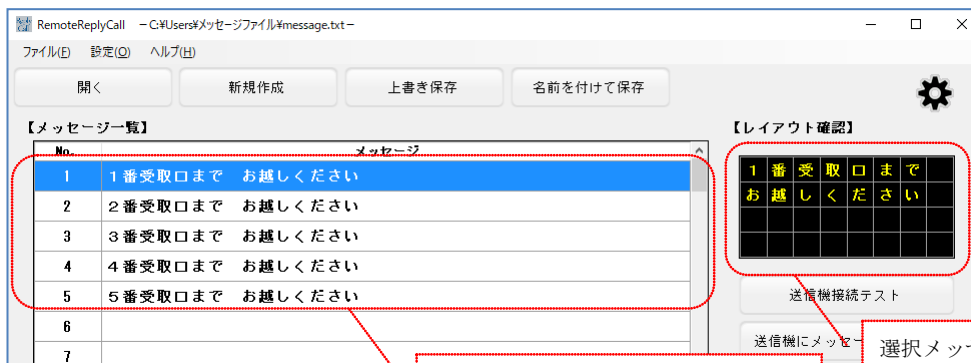 RemoteReplyCall －C:¥Users¥メッセージファイル¥message.txt－
ファイル(F) 設定(O) ヘルプ(H)
開く 新規作成 上書き保存 名前を付けて保存
【メッセージ一覧】
No. メッセージ
1 １番受取口まで　お越しください
2 ２番受取口まで　お越しください
3 ３番受取口まで　お越しください
4 ４番受取口まで　お越しください
5 ５番受取口まで　お越しください
6
7
【レイアウト確認】
１番受取口まで
お越しください
送信機接続テスト
送信機にメッセー
選択メッ